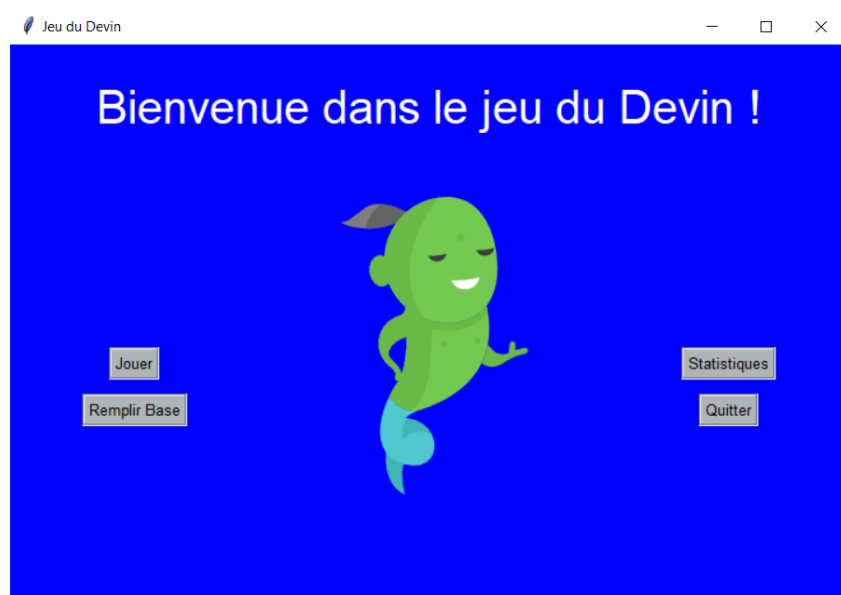 Jeu du Devin
Bienvenue dans le jeu du Devin !
Jouer
Statistiques
Remplir Base
Quitter